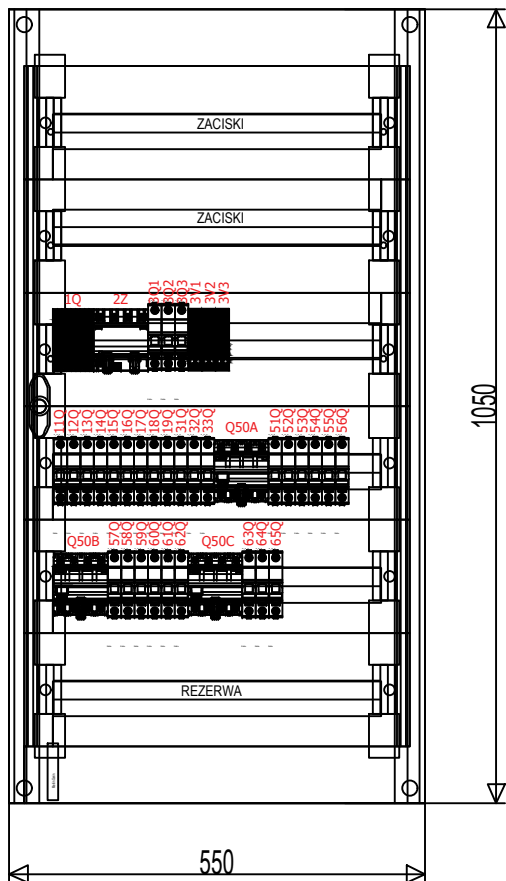 ZACISKI
ZACISKI
1Q 2Z 3Q1 3Q2 3Q3 3V1 3V2 3V3
11Q 12Q 13Q 14Q 15Q 16Q 17Q 18Q 19Q 31Q 32Q 33Q Q50A 51Q 52Q 53Q 54Q 55Q 56Q
Q50B 57Q 58Q 59Q 60Q 61Q 62Q Q50C 63Q 64Q 65Q
REZERWA
1050
550